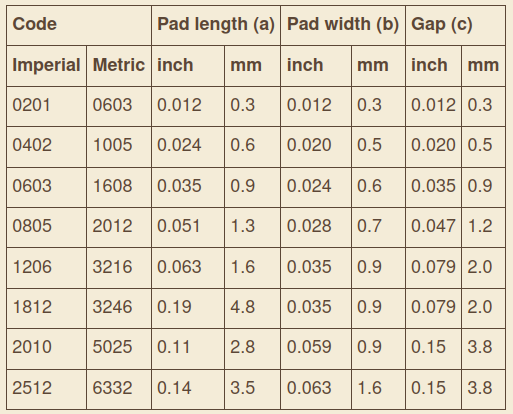 Code Pad length (a) Pad width (b) Gap (c)
Imperial Metric inch mm inch mm inch mm
0201 0603 0.012 0.3 0.012 0.3 0.012 0.3
0402 1005 0.024 0.6 0.020 0.5 0.020 0.5
0603 1608 0.035 0.9 0.024 0.6 0.035 0.9
0805 2012 0.051 1.3 0.028 0.7 0.047 1.2
1206 3216 0.063 1.6 0.035 0.9 0.079 2.0
1812 3246 0.19 4.8 0.035 0.9 0.079 2.0
2010 5025 0.11 2.8 0.059 0.9 0.15 3.8
2512 6332 0.14 3.5 0.063 1.6 0.15 3.8